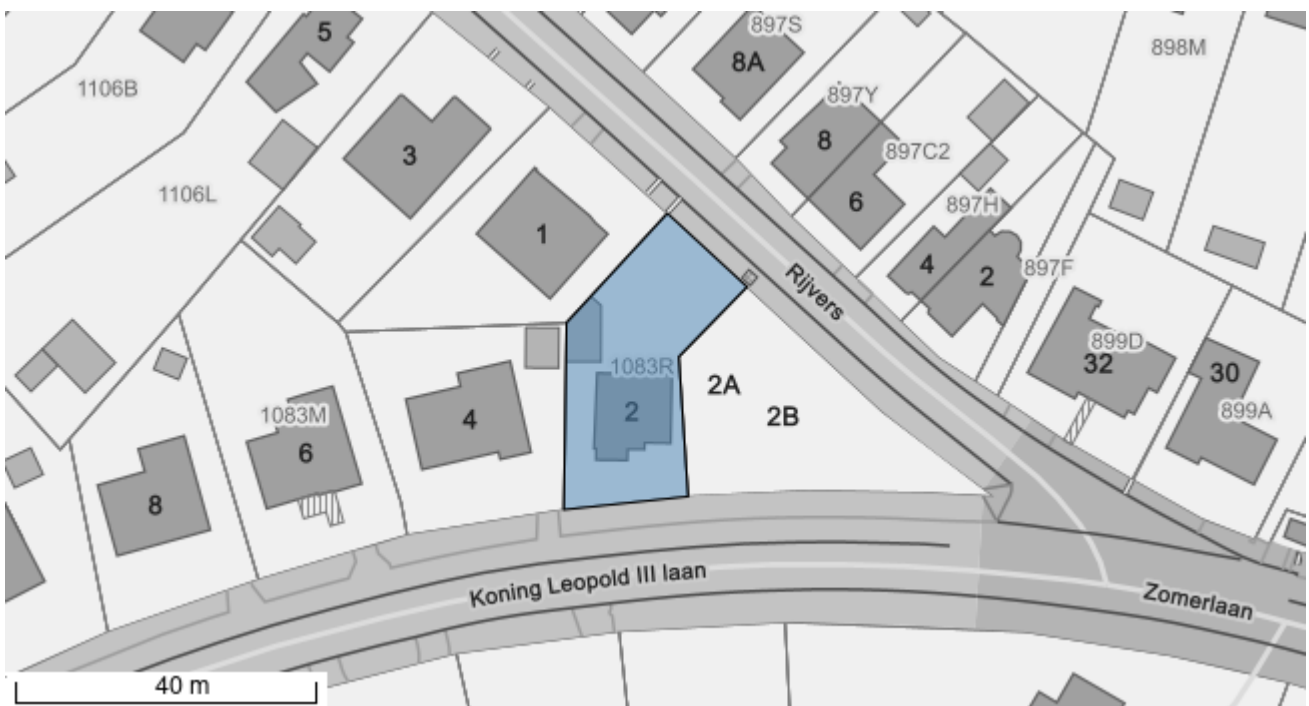 897S
5
8A
898M
1106B
897Y
8
3
897C2
1106L
6
897H
1
4
2
897F
Rijvers
899D
1083R
32
30
2A
899A
2
2B
4
1083M
6
8
Koning Leopold III laan
Zomerlaan
40 m